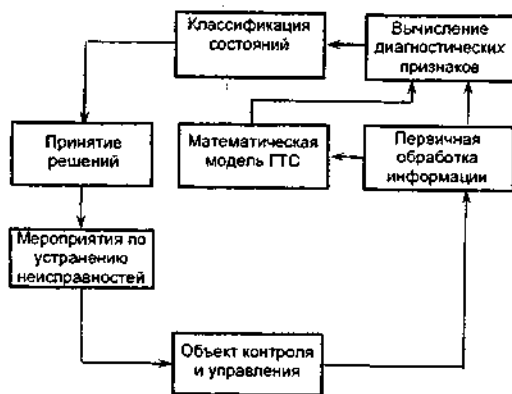 Классификация
состояний
Вычисление
диагностических
признаков
Принятие
решений
Математическая
модель ГТС
Первичная
обработка
информации
Мероприятия по
устранению
неисправностей
Объект контроля
и управления